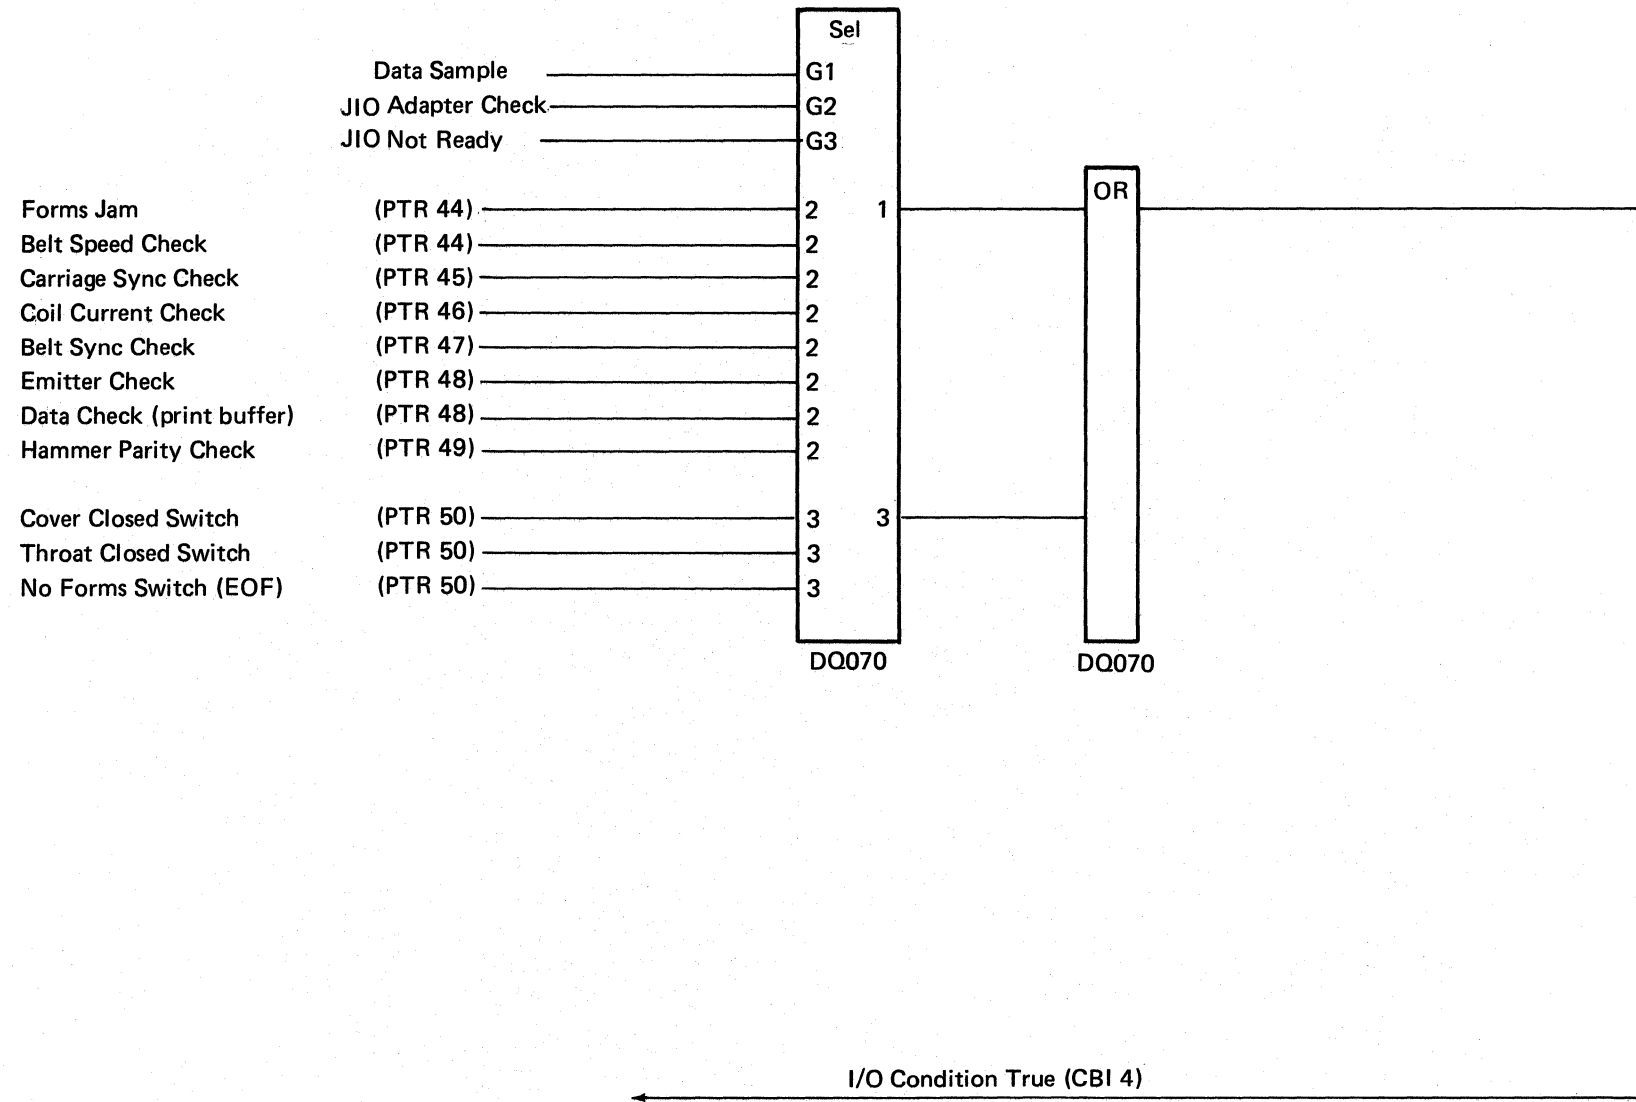 Sel
Data Sample G1
JIO Adapter Check G2
JIO Not Ready G3
OR
Forms Jam (PTR 44) 2 1
Belt Speed Check (PTR 44) 2
Carriage Sync Check (PTR 45) 2
Coil Current Check (PTR 46) 2
Belt Sync Check (PTR 47) 2
Emitter Check (PTR 48) 2
Data Check (print buffer) (PTR 48) 2
Hammer Parity Check (PTR 49) 2
Cover Closed Switch (PTR 50) 3 3
Throat Closed Switch (PTR 50) 3
No Forms Switch (EOF) (PTR 50) 3
DQ070 DQ070
I/O Condition True (CBI 4)